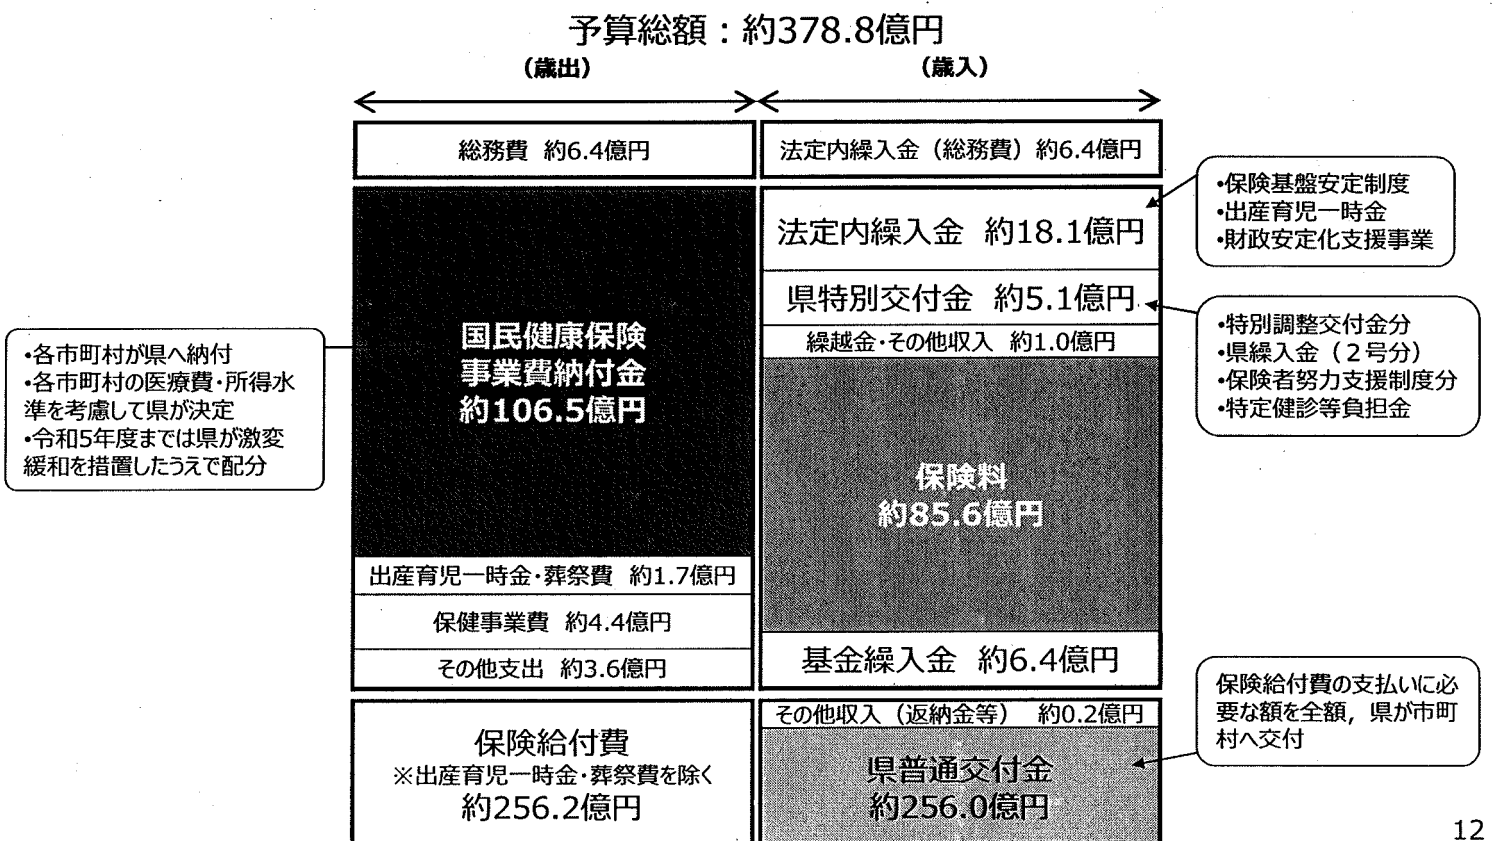 予算総額：約378.8億円
（歳出）
（歳入）
総務費 約6.4億円
法定内繰入金（総務費）約6.4億円
国民健康保険
事業費納付金
約106.5億円
•各市町村が県へ納付
•各市町村の医療費・所得水
準を考慮して県が決定
•令和5年度までは県が激変
緩和を措置したうえで配分
出産育児一時金・葬祭費 約1.7億円
保健事業費 約4.4億円
その他支出 約3.6億円
法定内繰入金 約18.1億円
•保険基盤安定制度
•出産育児一時金
•財政安定化支援事業
県特別交付金 約5.1億円
•特別調整交付金分
•県繰入金（２号分）
•保険者努力支援制度分
•特定健診等負担金
繰越金・その他収入 約1.0億円
保険料
約85.6億円
基金繰入金 約6.4億円
保険給付費
※出産育児一時金・葬祭費を除く
約256.2億円
その他収入（返納金等） 約0.2億円
県普通交付金
約256.0億円
保険給付費の支払いに必
要な額を全額，県が市町
村へ交付
12